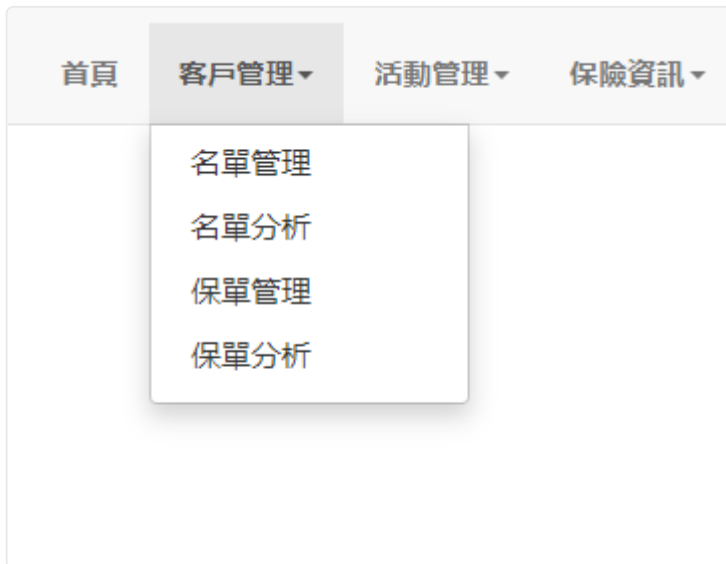 首頁 客戶管理 活動管理 保險資訊
名單管理
名單分析
保單管理
保單分析